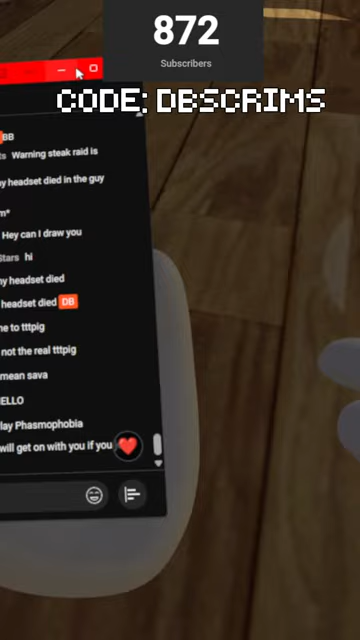 872
Subscribers
CODE: DBSCRIMS
BB
Warning steak raid is
y headset died in the guy
m*
Hey can I draw you
Stars hi
ny headset died
headset died DB
ne to tttpig
not the real tttpig
mean sava
HELLO
lay Phasmophobia
will get on with you if you